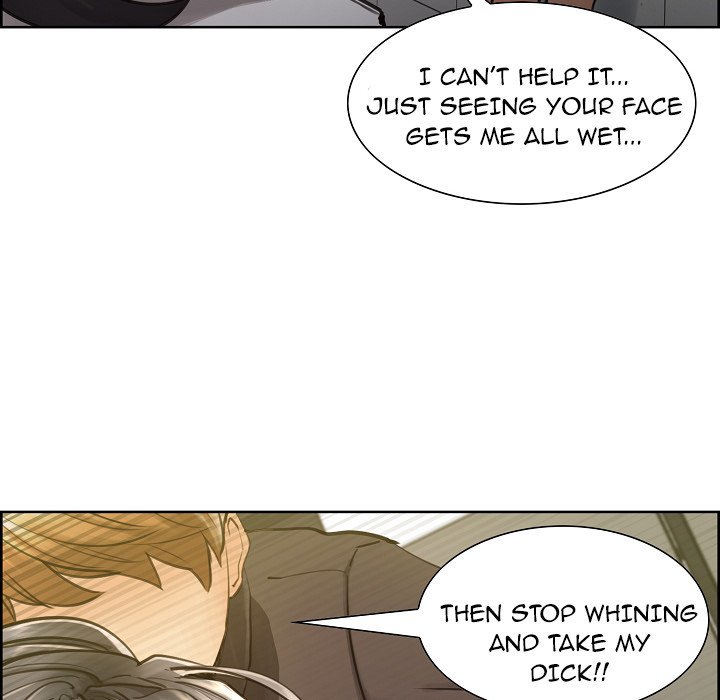 I CAN'T HELP IT...
JUST SEEING YOUR FACE
GETS ME ALL WET...
THEN STOP WHINING
AND TAKE MY
DICK!!